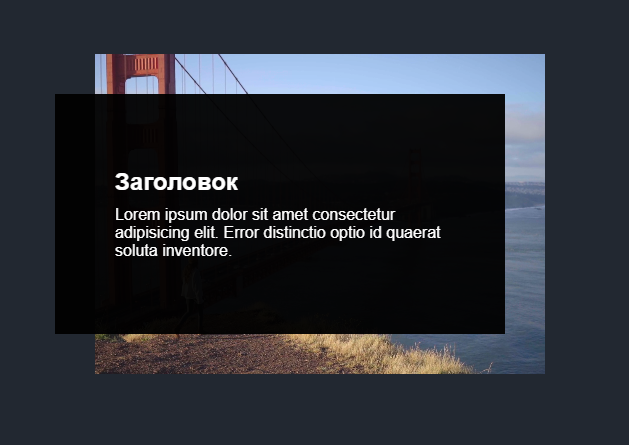 Заголовок
Lorem ipsum dolor sit amet consectetur
adipisicing elit. Error distinctio optio id quaerat
soluta inventore.